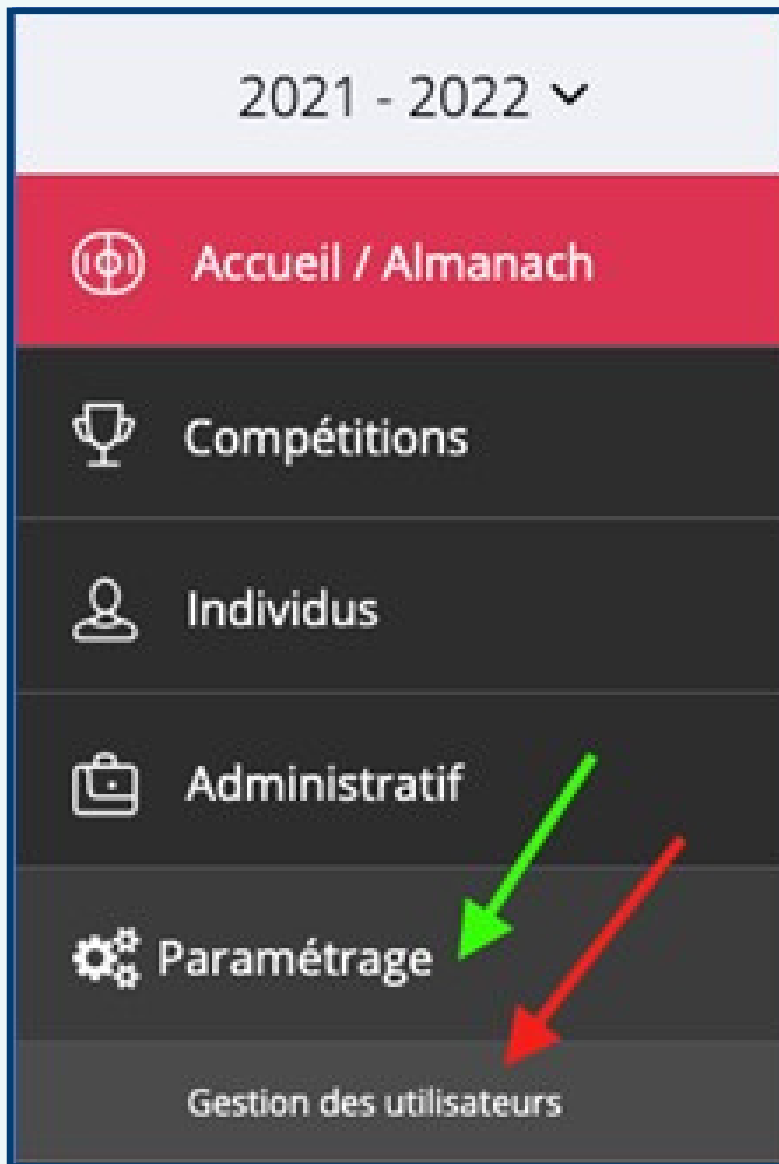 2021 - 2022
Accueil / Almanach
Compétitions
Individus
Administratif
Paramétrage
Gestion des utilisateurs